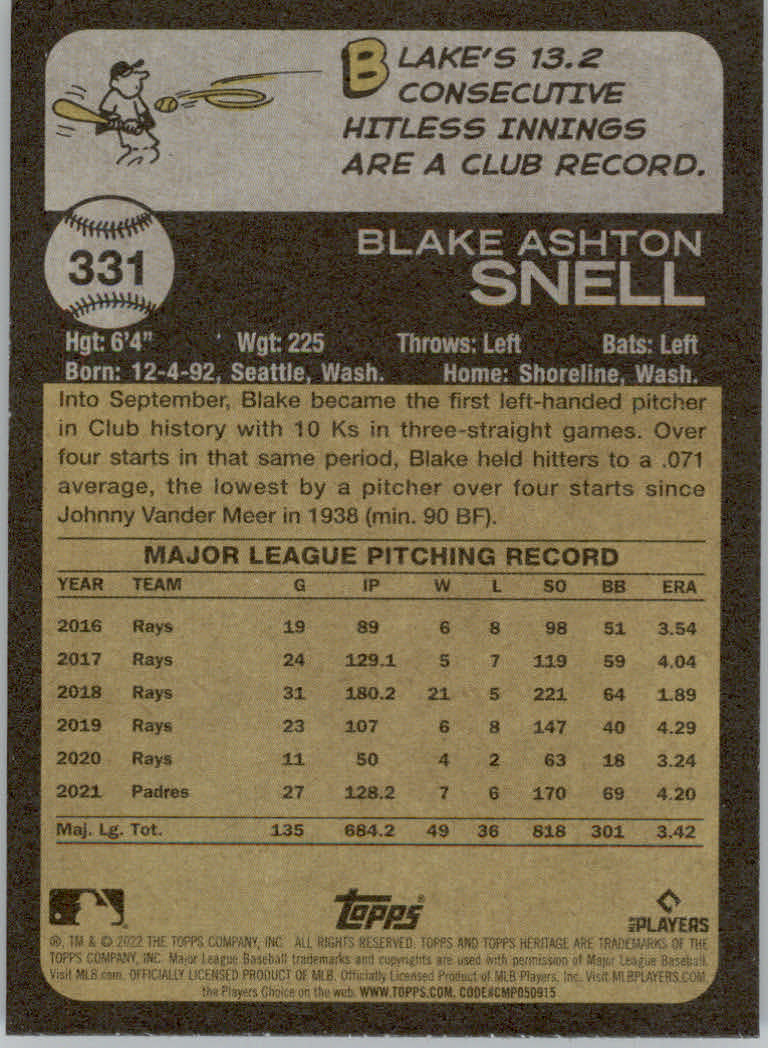 BLAKE'S 13.2
CONSECUTIVE
HITLESS INNINGS
ARE A CLUB RECORD.
331
BLAKE ASHTON
SNELL
Hgt: 6'4" Wgt: 225 Throws: Left Bats: Left
Born: 12-4-92, Seattle, Wash. Home: Shoreline, Wash.
Into September, Blake became the first left-handed pitcher
in Club history with 10 Ks in three-straight games. Over
four starts in that same period, Blake held hitters to a .071
average, the lowest by a pitcher over four starts since
Johnny Vander Meer in 1938 (min. 90 BF).
MAJOR LEAGUE PITCHING RECORD
YEAR TEAM G IP W L SO BB ERA
2016 Rays 19 89 6 8 98 51 3.54
2017 Rays 24 129.1 5 7 119 59 4.04
2018 Rays 31 180.2 21 5 221 64 1.89
2019 Rays 23 107 6 8 147 40 4.29
2020 Rays 11 50 4 2 63 18 3.24
2021 Padres 27 128.2 7 6 170 69 4.20
Maj. Lg. Tot. 135 684.2 49 36 818 301 3.42
Topps® MLB PLAYERS
®, TM & © 2022 THE TOPPS COMPANY, INC. ALL RIGHTS RESERVED. TOPPS AND TOPPS HERITAGE ARE TRADEMARKS OF THE
TOPPS COMPANY, INC. Major League Baseball trademarks and copyrights are used with permission of Major League Baseball.
Visit MLB.com. OFFICIALLY LICENSED PRODUCT OF MLB. Officially Licensed Product of MLB Players, Inc. Visit MLBPLAYERS.COM
the Players Choice on the web. WWW.TOPPS.COM. CODE#CMP050915